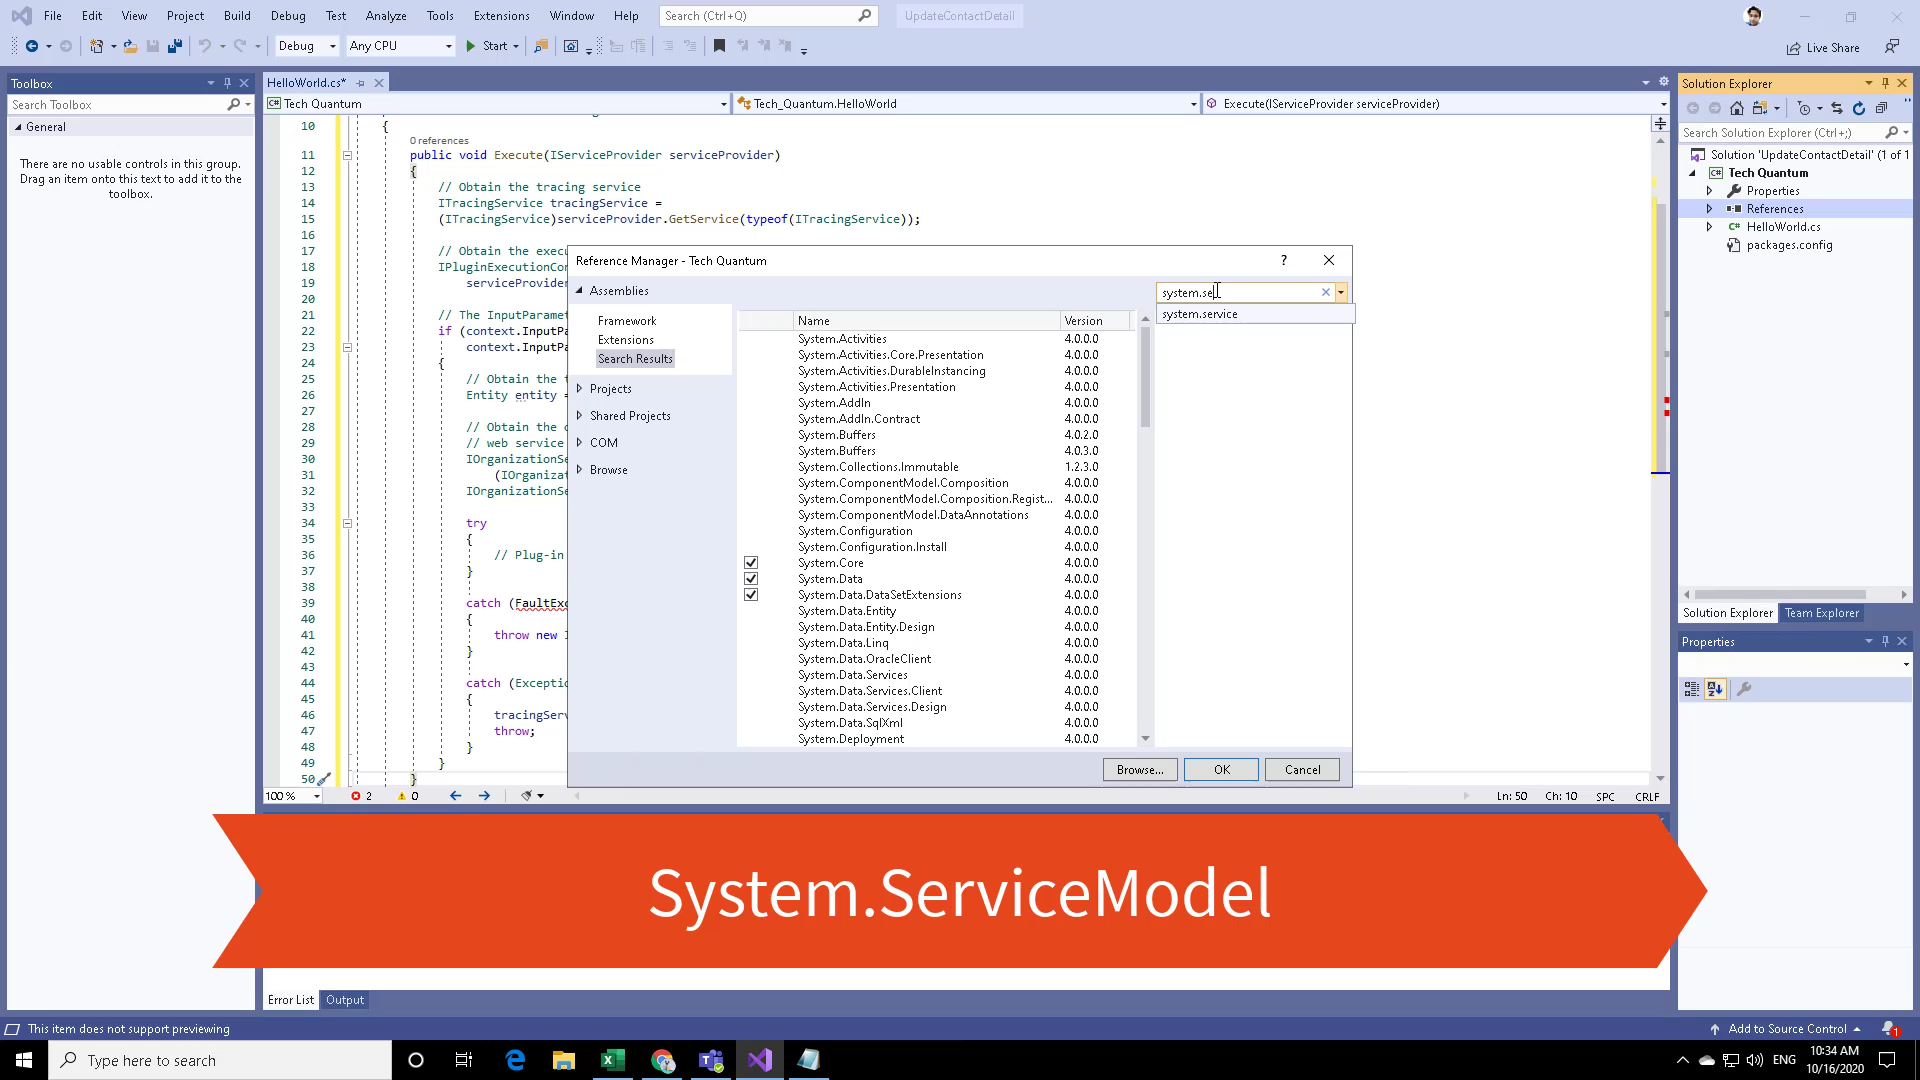 File Edit View Project Build Debug Test Analyze Tools Extensions Window Help Search (Ctrl+Q) UpdateContactDetail
Debug Any CPU Start Live Share
Toolbox
Search Toolbox
General
There are no usable controls in this group.
Drag an item onto this text to add it to the
toolbox.
HelloWorld.cs*
C# Tech Quantum Tech_Quantum.HelloWorld Execute(IServiceProvider serviceProvider)
10 {
0 references
11 public void Execute(IServiceProvider serviceProvider)
12 {
13 // Obtain the tracing service
14 ITracingService tracingService =
15 (ITracingService)serviceProvider.GetService(typeof(ITracingService));
16
17 // Obtain the exec
18 IPluginExecutionCon
19 serviceProvider
20
21 // The InputParamet
22 if (context.InputPa
23 context.InputPa
24 {
25 // Obtain the t
26 Entity entity =
27
28 // Obtain the o
29 // web service
30 IOrganizationSe
31 (IOrganizat
32 IOrganizationSe
33
34 try
35 {
36 // Plug-in
37 }
38
39 catch (FaultExc
40 {
41 throw new I
42 }
43
44 catch (Exceptio
45 {
46 tracingServ
47 throw;
48 }
49 }
50 }
100 % 2 0 Ln: 50 Ch: 10 SPC CRLF
Reference Manager - Tech Quantum ?
Assemblies
Framework
Extensions
Search Results
Projects
Shared Projects
COM
Browse
system.se
system.service
Name Version
System.Activities 4.0.0.0
System.Activities.Core.Presentation 4.0.0.0
System.Activities.DurableInstancing 4.0.0.0
System.Activities.Presentation 4.0.0.0
System.AddIn 4.0.0.0
System.AddIn.Contract 4.0.0.0
System.Buffers 4.0.2.0
System.Buffers 4.0.3.0
System.Collections.Immutable 1.2.3.0
System.ComponentModel.Composition 4.0.0.0
System.ComponentModel.Composition.Regist... 4.0.0.0
System.ComponentModel.DataAnnotations 4.0.0.0
System.Configuration 4.0.0.0
System.Configuration.Install 4.0.0.0
System.Core 4.0.0.0
System.Data 4.0.0.0
System.Data.DataSetExtensions 4.0.0.0
System.Data.Entity 4.0.0.0
System.Data.Entity.Design 4.0.0.0
System.Data.Linq 4.0.0.0
System.Data.OracleClient 4.0.0.0
System.Data.Services 4.0.0.0
System.Data.Services.Client 4.0.0.0
System.Data.Services.Design 4.0.0.0
System.Data.SqlXml 4.0.0.0
System.Deployment 4.0.0.0
Browse... OK Cancel
Solution Explorer
Search Solution Explorer (Ctrl+;)
Solution 'UpdateContactDetail' (1 of 1
C# Tech Quantum
Properties
References
C# HelloWorld.cs
packages.config
Solution Explorer Team Explorer
Properties
System.ServiceModel
Error List Output
This item does not support previewing Add to Source Control 1
Type here to search ENG 10:34 AM
10/16/2020